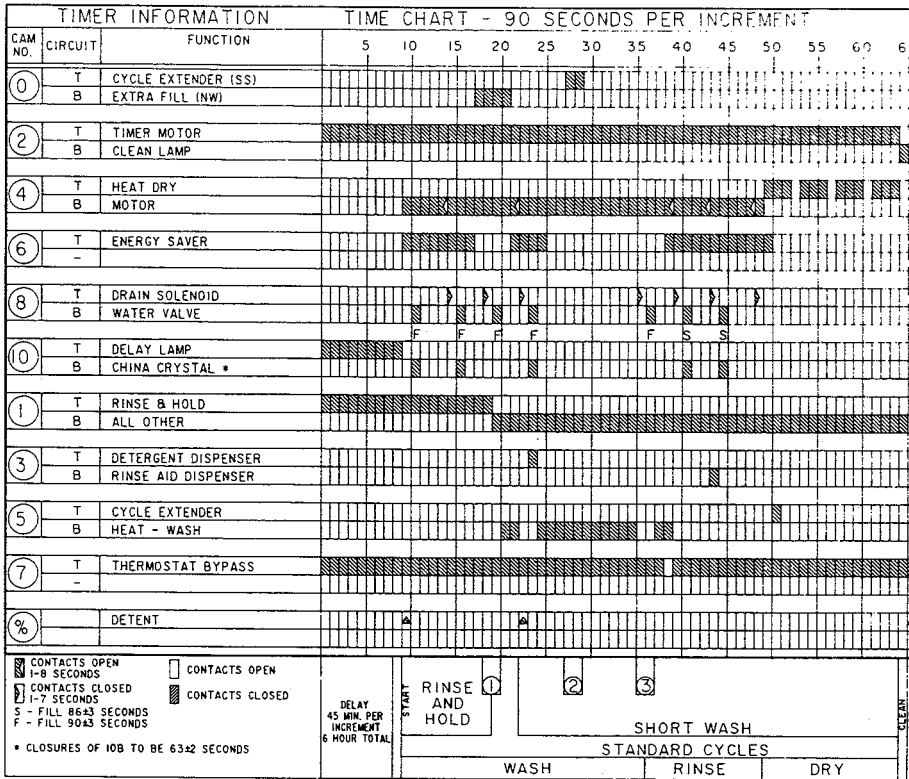 TIMER INFORMATION TIME CHART - 90 SECONDS PER INCREMENT
CAM NO. CIRCUIT FUNCTION 5 10 15 20 25 30 35 40 45 50 55 60 6
0 T CYCLE EXTENDER (SS)
B EXTRA FILL (NW)
2 T TIMER MOTOR
B CLEAN LAMP
4 T HEAT DRY
B MOTOR
6 T ENERGY SAVER
-
8 T DRAIN SOLENOID
B WATER VALVE
F F F F F S S
10 T DELAY LAMP
B CHINA CRYSTAL *
1 T RINSE & HOLD
B ALL OTHER
3 T DETERGENT DISPENSER
B RINSE AID DISPENSER
5 T CYCLE EXTENDER
B HEAT - WASH
7 T THERMOSTAT BYPASS
-
% DETENT
CONTACTS OPEN 1-8 SECONDS
CONTACTS CLOSED 1-7 SECONDS
S - FILL 86±3 SECONDS
F - FILL 90±3 SECONDS
* CLOSURES OF 10B TO BE 63±2 SECONDS
CONTACTS OPEN
CONTACTS CLOSED
DELAY
45 MIN. PER
INCREMENT
6 HOUR TOTAL
START
RINSE
AND
HOLD
1 2 3
SHORT WASH
STANDARD CYCLES
WASH RINSE DRY
CLEAN